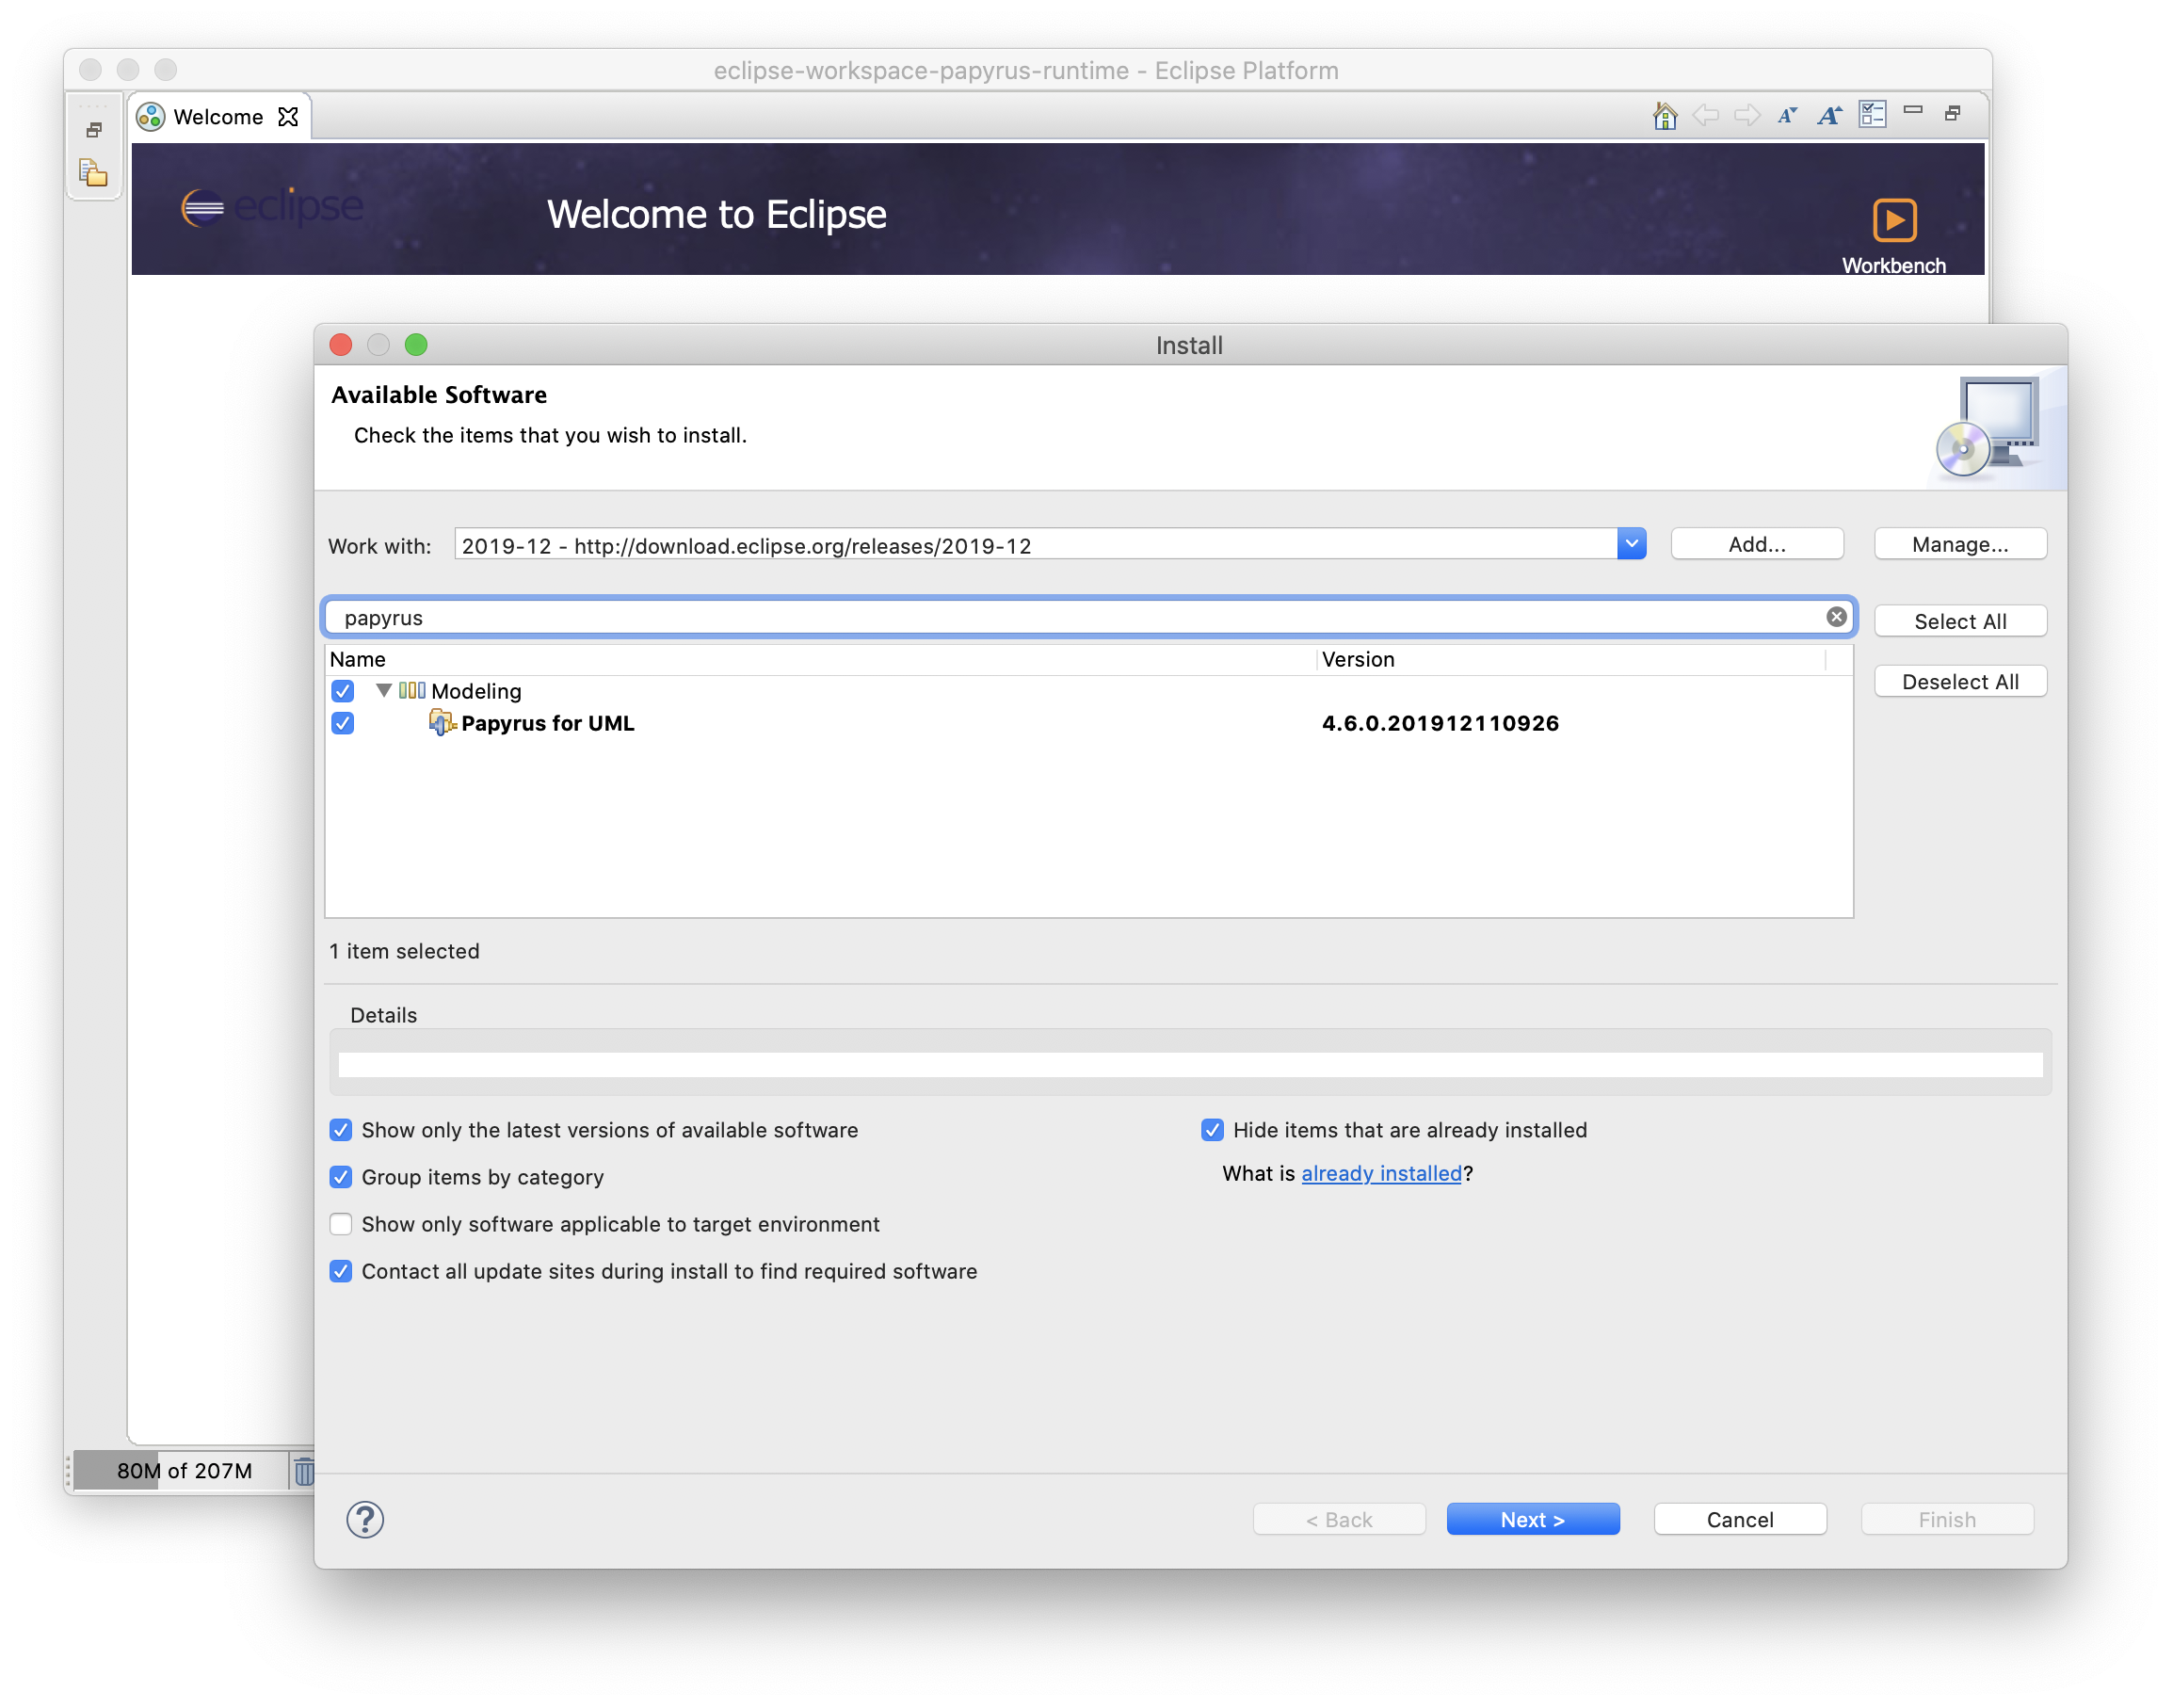 eclipse-workspace-papyrus-runtime - Eclipse Platform
Welcome
eclipse
Welcome to Eclipse
Workbench
Install
Available Software
Check the items that you wish to install.
Work with: 2019-12 - http://download.eclipse.org/releases/2019-12 Add... Manage...
papyrus
Select All
Name Version
Deselect All
Modeling
Papyrus for UML 4.6.0.201912110926
1 item selected
Details
Show only the latest versions of available software
Hide items that are already installed
Group items by category
What is already installed?
Show only software applicable to target environment
Contact all update sites during install to find required software
80M of 207M
? < Back Next > Cancel Finish